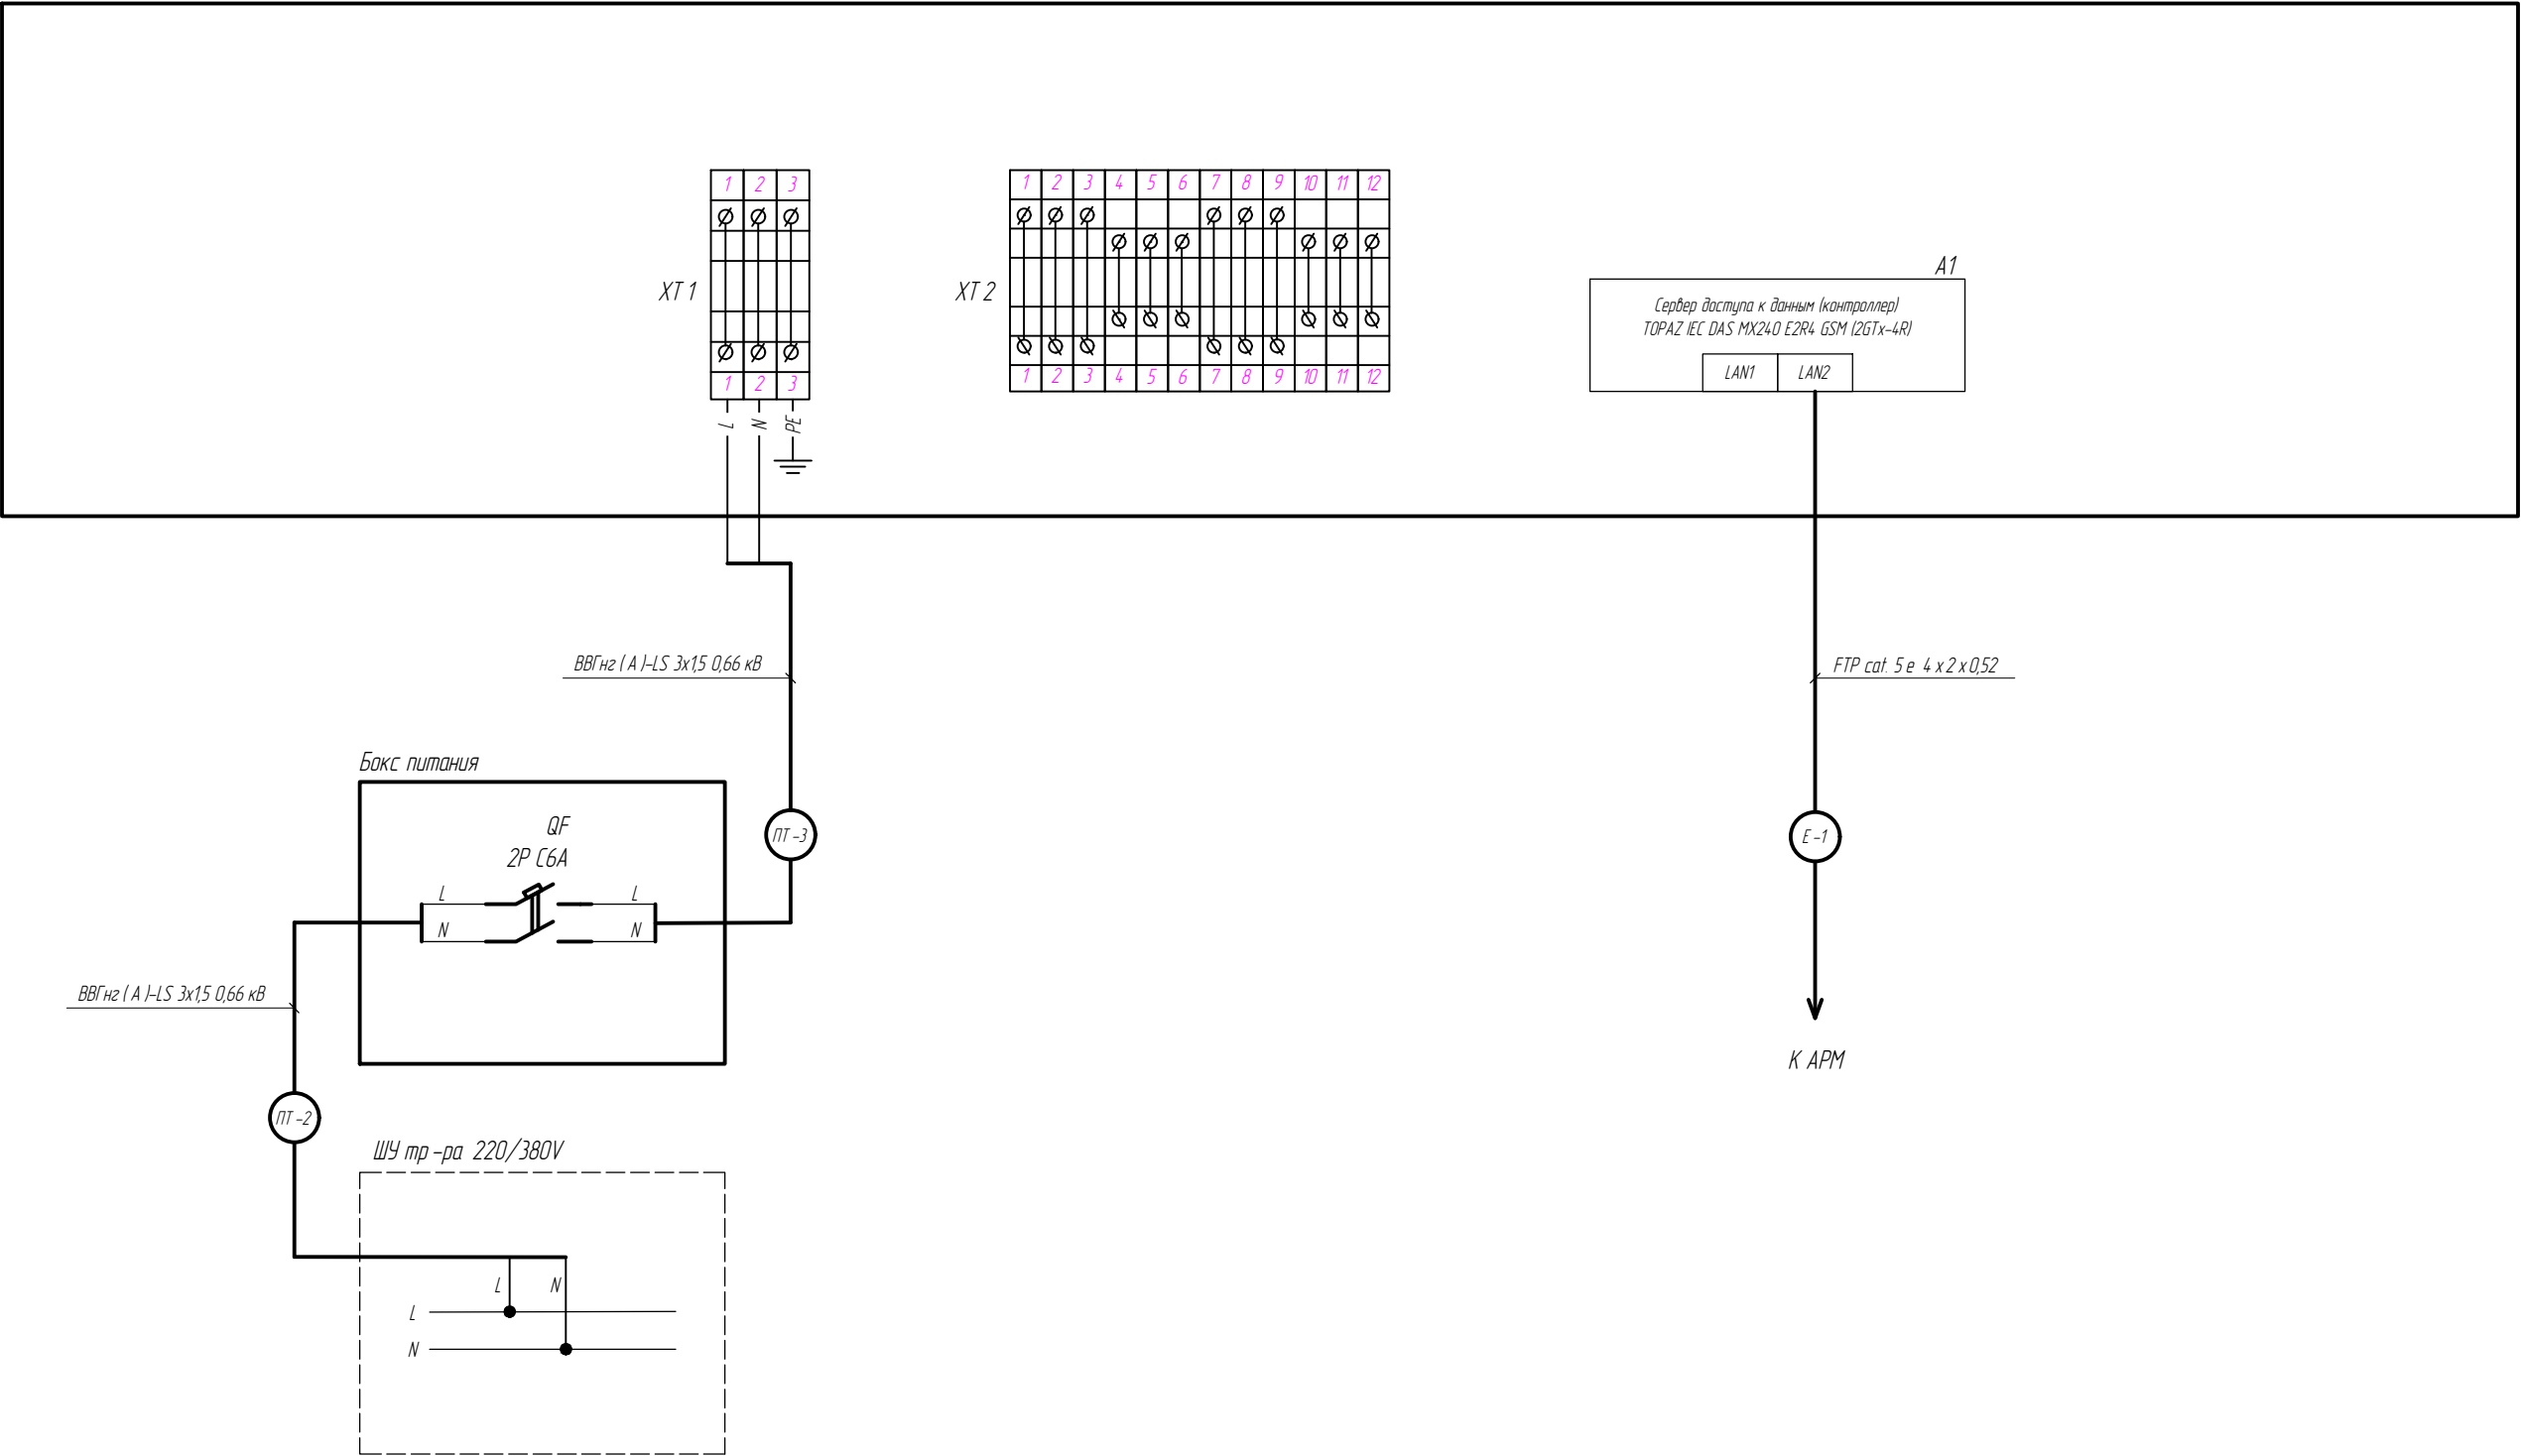 1 2 3
XT 1
1 2 3
L N PE
1 2 3 4 5 6 7 8 9 10 11 12
XT 2
1 2 3 4 5 6 7 8 9 10 11 12
A1
Сервер доступа к данным (контроллер)
TOPAZ IEC DAS MX240 E2R4 GSM (2GTx-4R)
LAN1 LAN2
ВВГнг ( А )-LS 3х1,5 0,66 кВ
FTP cat. 5 e 4 x 2 x 0,52
Бокс питания
QF
2P C6A
L L
N N
ПТ -3
E -1
ВВГнг ( А )-LS 3х1,5 0,66 кВ
К АРМ
ПТ -2
ШУ тр -ра 220/380V
L N
L
N